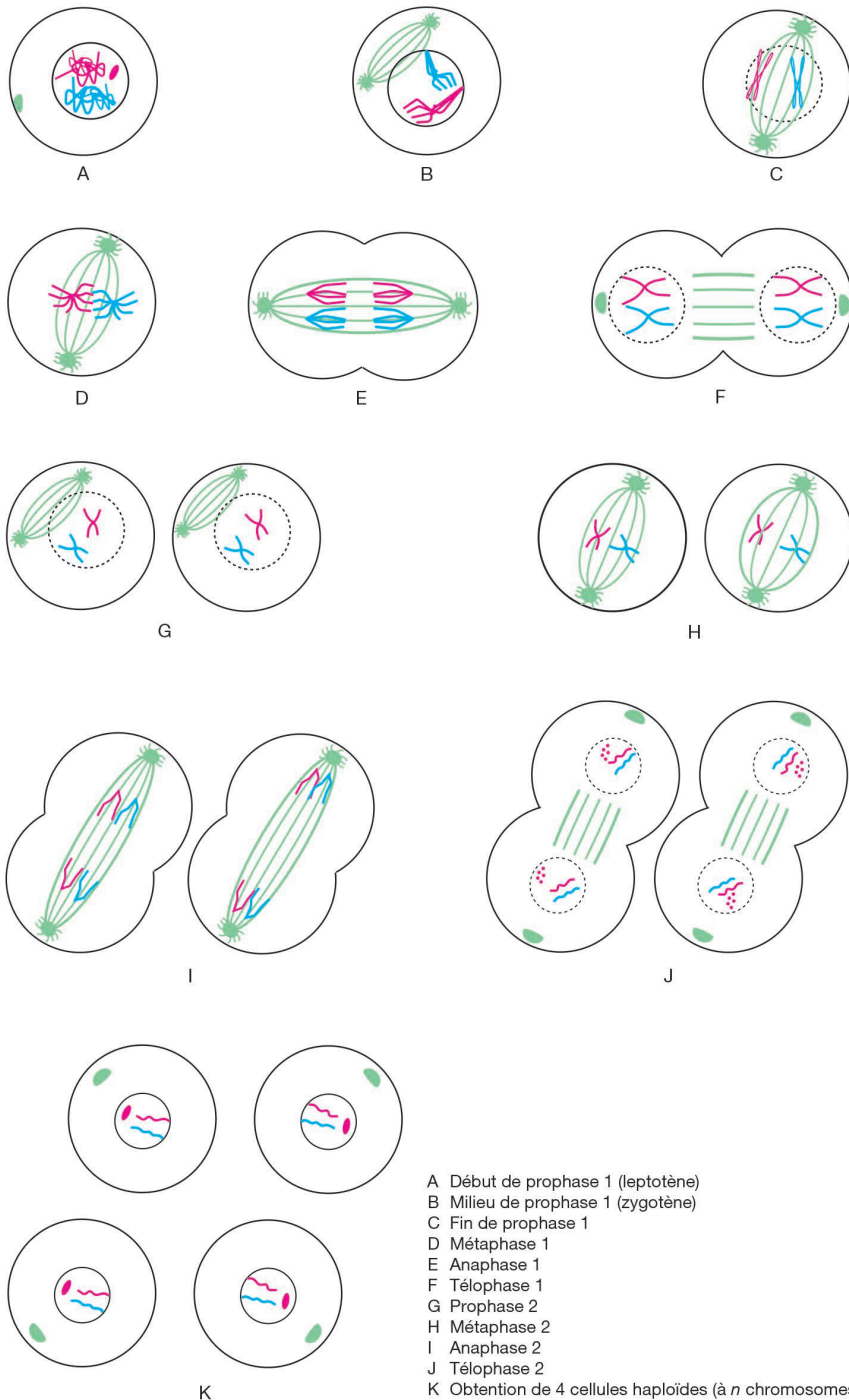 A
B
C
D
E
F
G
H
I
J
K
A Début de prophase 1 (leptotène)
B Milieu de prophase 1 (zygotène)
C Fin de prophase 1
D Métaphase 1
E Anaphase 1
F Télophase 1
G Prophase 2
H Métaphase 2
I Anaphase 2
J Télophase 2
K Obtention de 4 cellules haploïdes (à n